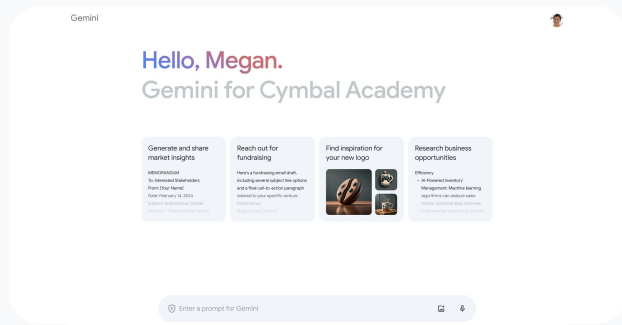 Gemini
Hello, Megan.
Gemini for Cymbal Academy
Generate and share
market insights
MEMORANDUM
To: Interested Stakeholders
From: [Your Name]
Date: February 14, 2024
Reach out for
fundraising
Here's a fundraising email draft,
including several subject line options
and a final call-to-action paragraph
tailored to your specific venture.
Find inspiration for
your new logo
Research business
opportunities
Efficiency
• AI-Powered Inventory
Management: Machine learning
algorithms can analyze sales
Enter a prompt for Gemini